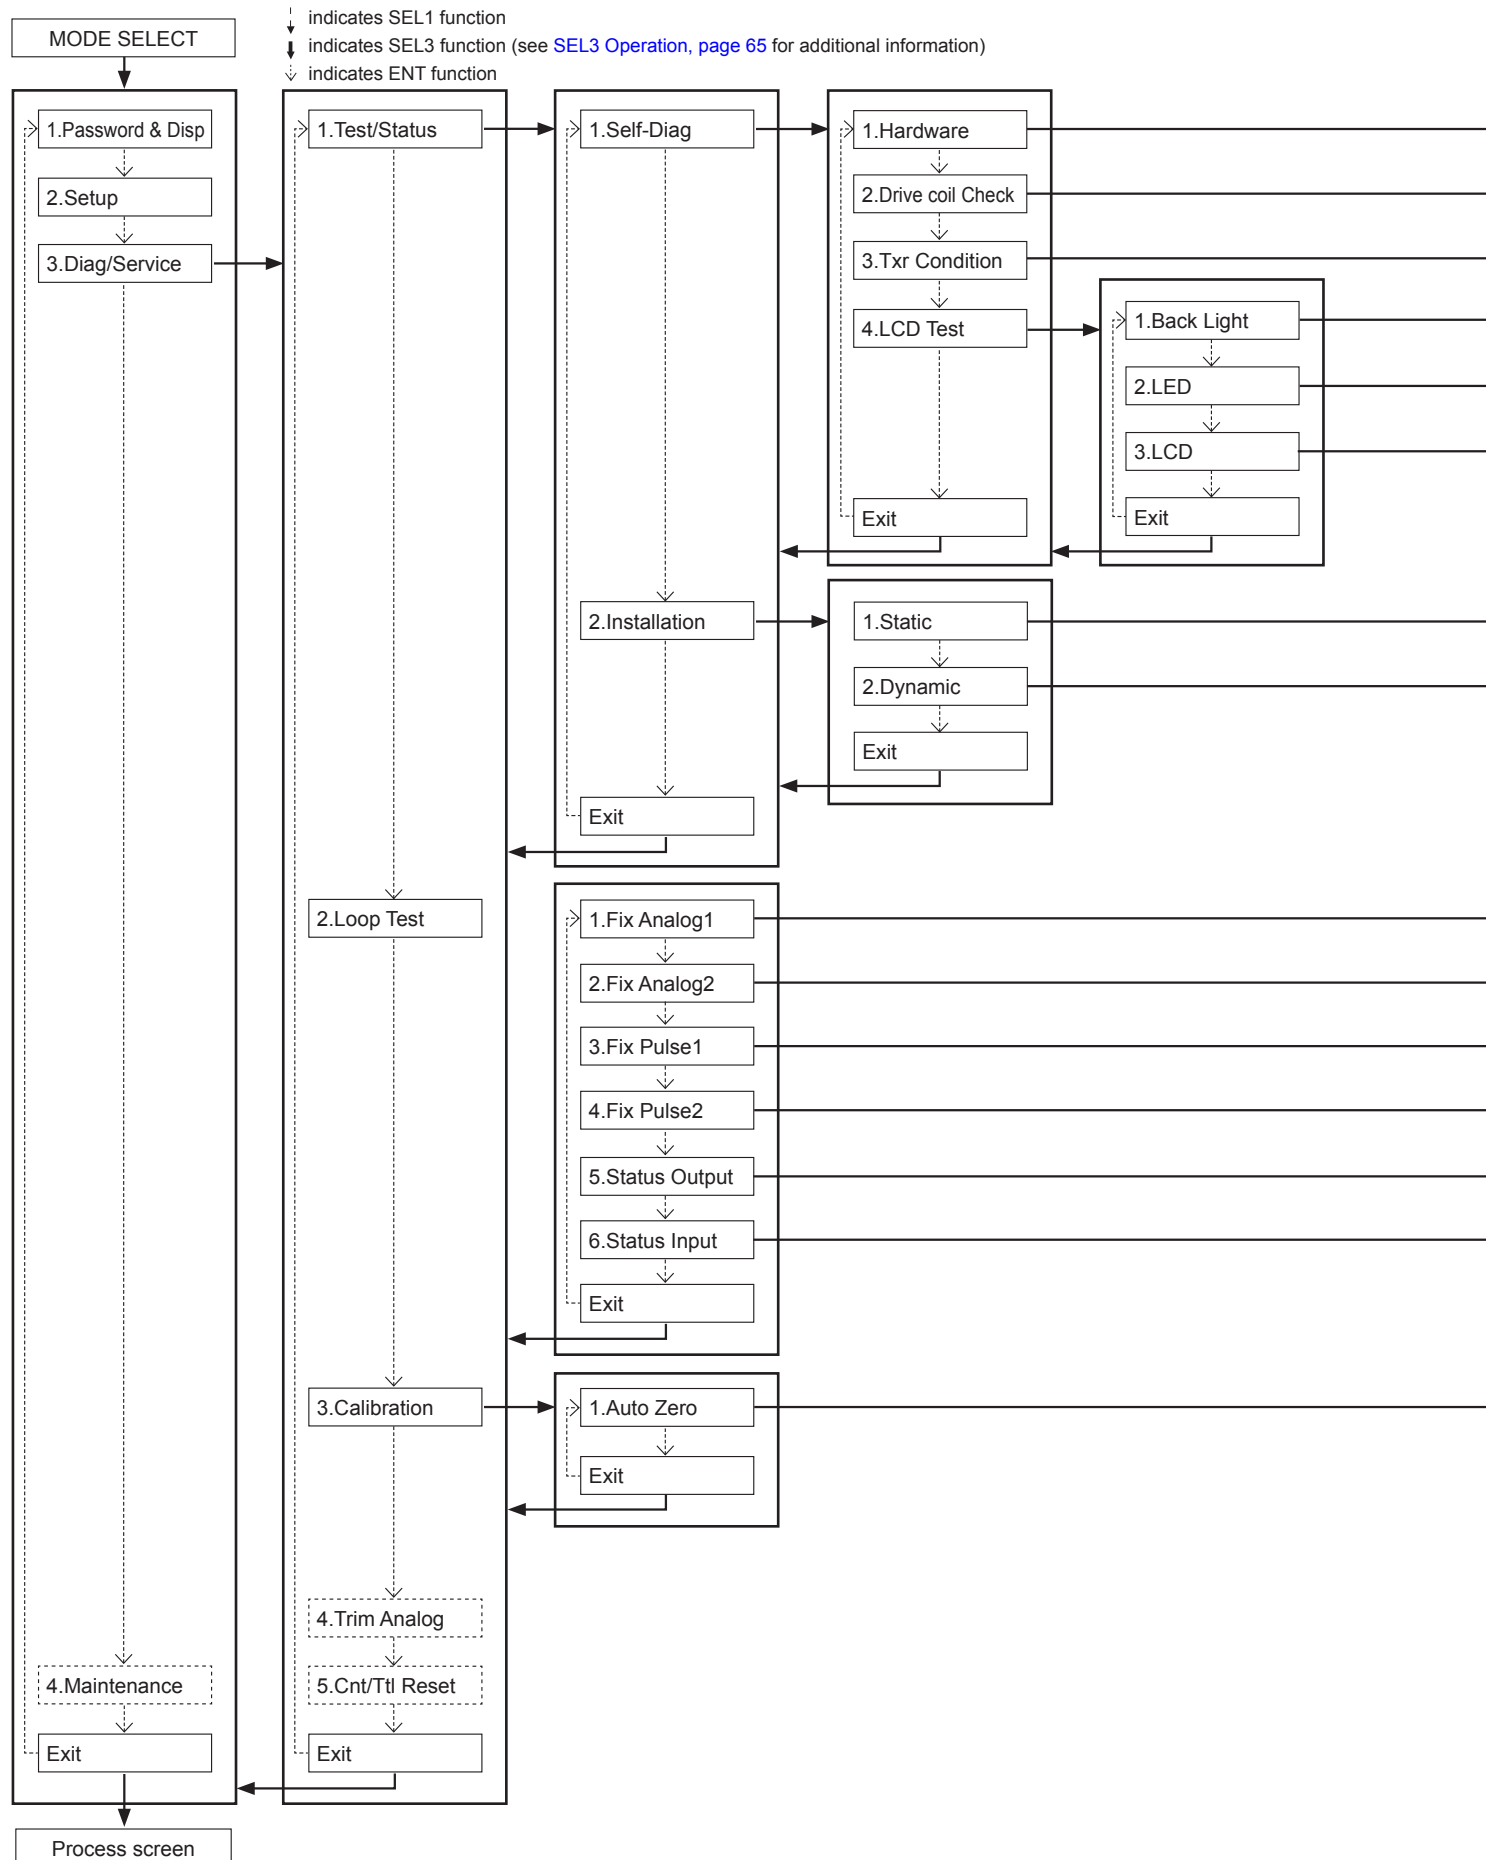 MODE SELECT
indicates SEL1 function
indicates SEL3 function (see SEL3 Operation, page 65 for additional information)
indicates ENT function
1.Password & Disp
2.Setup
3.Diag/Service
4.Maintenance
Exit
Process screen
1.Test/Status
2.Loop Test
3.Calibration
4.Trim Analog
5.Cnt/Ttl Reset
Exit
1.Self-Diag
2.Installation
Exit
1.Hardware
2.Drive coil Check
3.Txr Condition
4.LCD Test
Exit
1.Back Light
2.LED
3.LCD
Exit
1.Static
2.Dynamic
Exit
1.Fix Analog1
2.Fix Analog2
3.Fix Pulse1
4.Fix Pulse2
5.Status Output
6.Status Input
Exit
1.Auto Zero
Exit